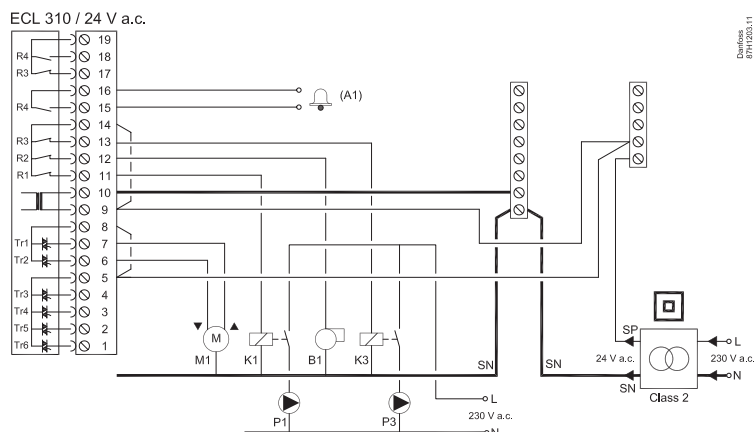 ECL 310 / 24 V a.c.
Danfoss
87H1203.11
19
R4 18
R3 17
16
(A1)
R4 15
14
R3 13
R2 12
R1 11
10
9
8
Tr1 7
Tr2 6
5
Tr3 4
Tr4 3
Tr5 2
Tr6 1
M
M1 K1 B1 K3
SN SN
SP
L
24 V a.c. 230 V a.c.
SN
N
Class 2
L
230 V a.c.
P1 P3
N